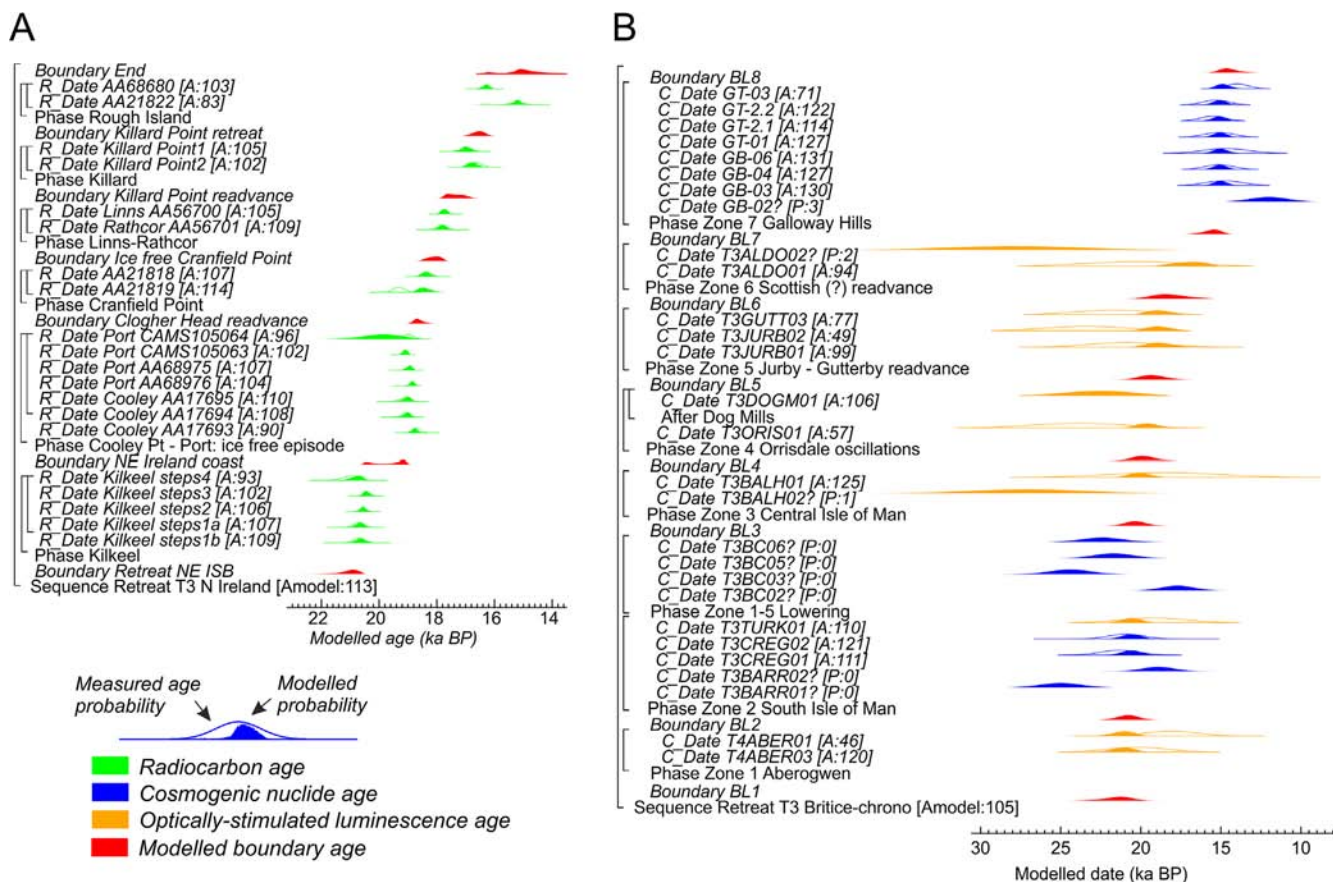 A
Boundary End
R_Date AA68680 [A:103]
R_Date AA21822 [A:83]
Phase Rough Island
Boundary Killard Point retreat
R_Date Killard Point1 [A:105]
R_Date Killard Point2 [A:102]
Phase Killard
Boundary Killard Point readvance
R_Date Linns AA56700 [A:105]
R_Date Rathcor AA56701 [A:109]
Phase Linns-Rathcor
Boundary Ice free Cranfield Point
R_Date AA21818 [A:107]
R_Date AA21819 [A:114]
Phase Cranfield Point
Boundary Clogher Head readvance
R_Date Port CAMS105064 [A:96]
R_Date Port CAMS105063 [A:102]
R_Date Port AA68975 [A:107]
R_Date Port AA68976 [A:104]
R_Date Cooley AA17695 [A:110]
R_Date Cooley AA17694 [A:108]
R_Date Cooley AA17693 [A:90]
Phase Cooley Pt - Port: ice free episode
Boundary NE Ireland coast
R_Date Kilkeel steps4 [A:93]
R_Date Kilkeel steps3 [A:102]
R_Date Kilkeel steps2 [A:106]
R_Date Kilkeel steps1a [A:107]
R_Date Kilkeel steps1b [A:109]
Phase Kilkeel
Boundary Retreat NE ISB
Sequence Retreat T3 N Ireland [Amodel:113]
22 20 18 16 14
Modelled age (ka BP)
Measured age probability
Modelled probability
Radiocarbon age
Cosmogenic nuclide age
Optically-stimulated luminescence age
Modelled boundary age
B
Boundary BL8
C_Date GT-03 [A:71]
C_Date GT-2.2 [A:122]
C_Date GT-2.1 [A:114]
C_Date GT-01 [A:127]
C_Date GB-06 [A:131]
C_Date GB-04 [A:127]
C_Date GB-03 [A:130]
C_Date GB-02? [P:3]
Phase Zone 7 Galloway Hills
Boundary BL7
C_Date T3ALDO02? [P:2]
C_Date T3ALDO01 [A:94]
Phase Zone 6 Scottish (?) readvance
Boundary BL6
C_Date T3GUTT03 [A:77]
C_Date T3JURB02 [A:49]
C_Date T3JURB01 [A:99]
Phase Zone 5 Jurby - Gutterby readvance
Boundary BL5
C_Date T3DOGM01 [A:106]
After Dog Mills
C_Date T3ORIS01 [A:57]
Phase Zone 4 Orrisdale oscillations
Boundary BL4
C_Date T3BALH01 [A:125]
C_Date T3BALH02? [P:1]
Phase Zone 3 Central Isle of Man
Boundary BL3
C_Date T3BC06? [P:0]
C_Date T3BC05? [P:0]
C_Date T3BC03? [P:0]
C_Date T3BC02? [P:0]
Phase Zone 1-5 Lowering
C_Date T3TURK01 [A:110]
C_Date T3CREG02 [A:121]
C_Date T3CREG01 [A:111]
C_Date T3BARR02? [P:0]
C_Date T3BARR01? [P:0]
Phase Zone 2 South Isle of Man
Boundary BL2
C_Date T4ABER01 [A:46]
C_Date T4ABER03 [A:120]
Phase Zone 1 Aberogwen
Boundary BL1
Sequence Retreat T3 Britice-chrono [Amodel:105]
30 25 20 15 10
Modelled date (ka BP)